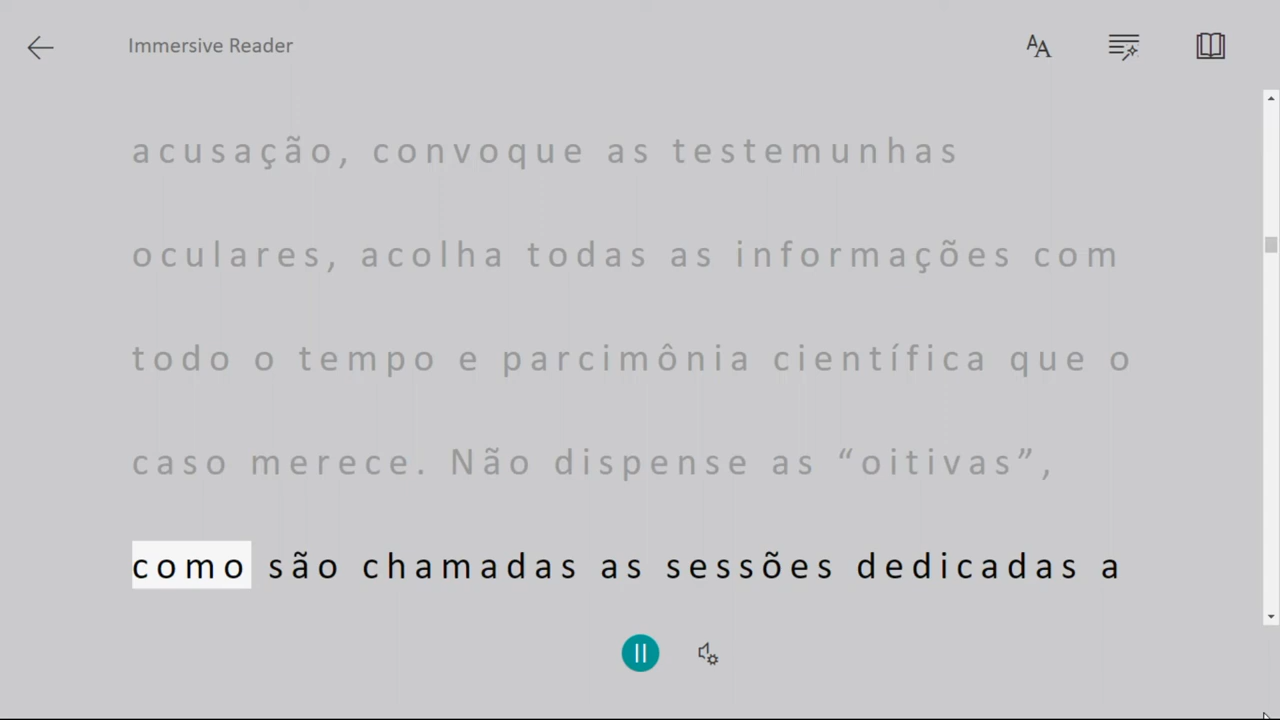 Immersive Reader
acusação, convoque as testemunhas
oculares, acolha todas as informações com
todo o tempo e parcimônia científica que o
caso merece. Não dispense as “oitivas”,
como são chamadas as sessões dedicadas a